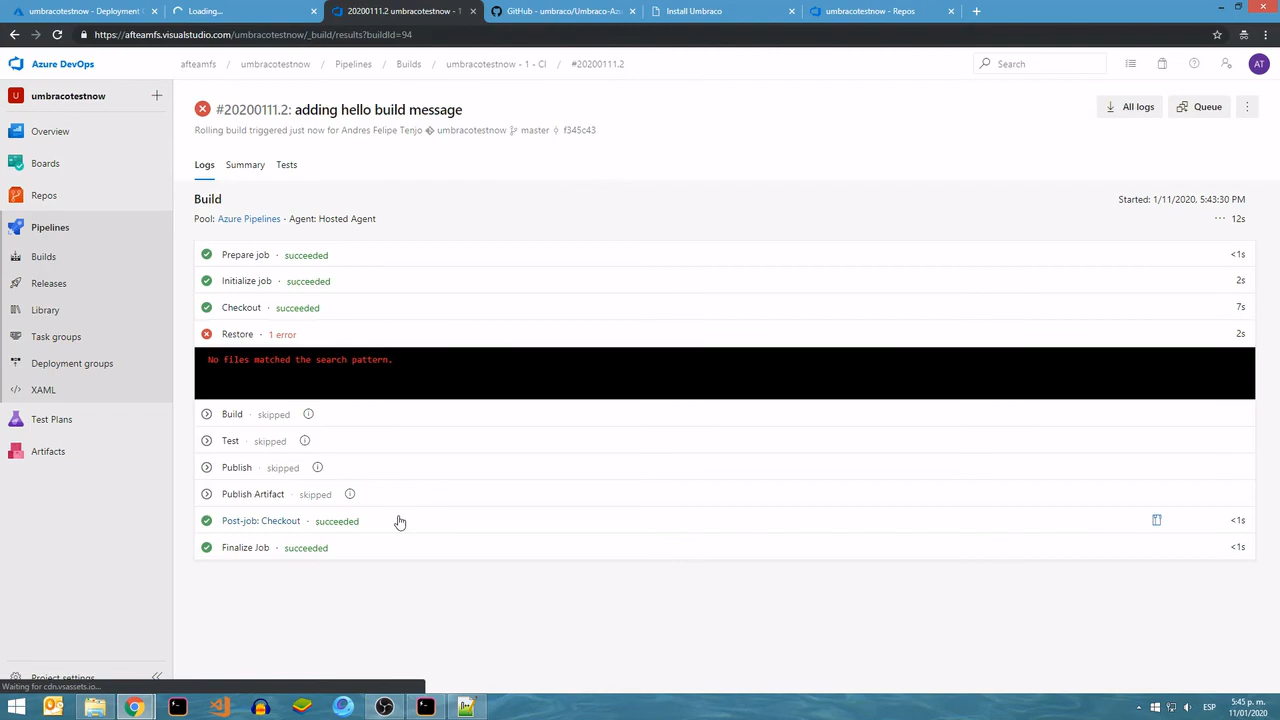 umbracotestnow - Deployment C
Loading...
20200111.2 umbracotestnow - 1
GitHub - umbraco/Umbraco-Az
Install Umbraco
umbracotestnow - Repos
https://afteamfs.visualstudio.com/umbracotestnow/_build/results?buildId=94
Azure DevOps
afteamfs / umbracotestnow / Pipelines / Builds / umbracotestnow - 1 - CI / #20200111.2
Search
AT
U umbracotestnow
#20200111.2: adding hello build message
All logs
Queue
Rolling build triggered just now for Andres Felipe Tenjo umbracotestnow master f345c43
Overview
Boards
Repos
Pipelines
Builds
Releases
Library
Task groups
Deployment groups
XAML
Test Plans
Artifacts
Project settings
Logs Summary Tests
Build
Started: 1/11/2020, 5:43:30 PM
Pool: Azure Pipelines · Agent: Hosted Agent
··· 12s
Prepare job · succeeded <1s
Initialize job · succeeded 2s
Checkout · succeeded 7s
Restore · 1 error 2s
No files matched the search pattern.
Build · skipped
Test · skipped
Publish · skipped
Publish Artifact · skipped
Post-job: Checkout · succeeded <1s
Finalize Job · succeeded <1s
Waiting for cdn.vsassets.io...
ESP
5:45 p. m.
11/01/2020